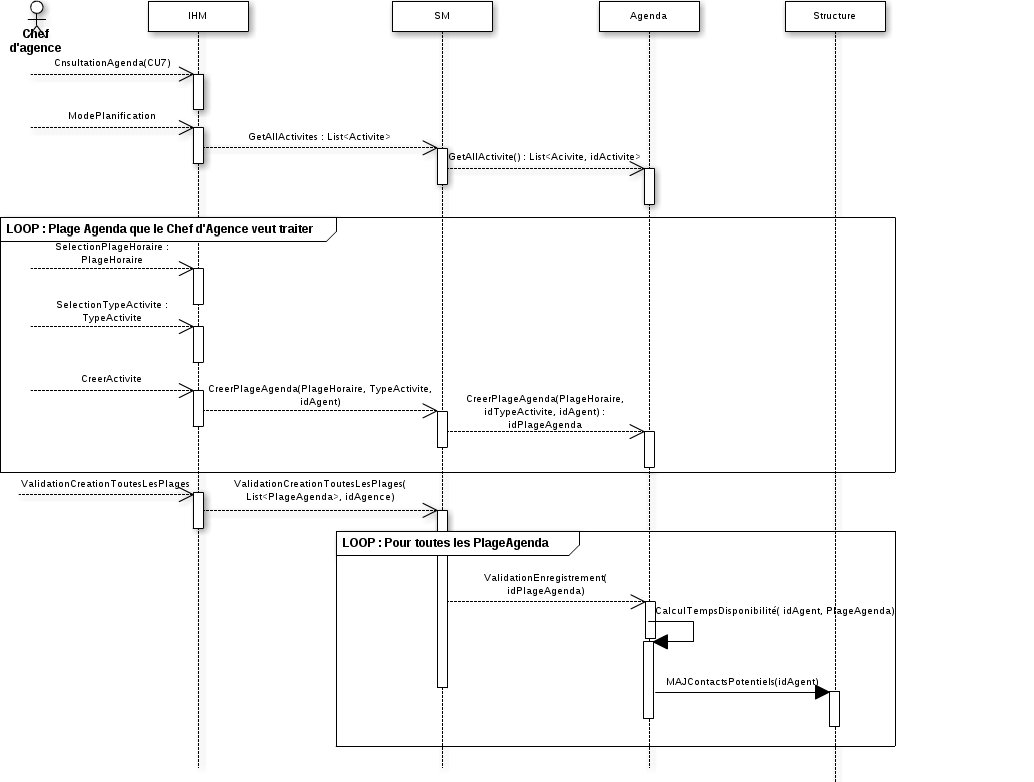 IHM
SM
Agenda
Structure
Chef
d'agence
CnsultationAgenda(CU7)
ModePlanification
GetAllActivites : List<Activite>
GetAllActivite() : List<Acivite, idActivite>
LOOP : Plage Agenda que le Chef d'Agence veut traiter
SelectionPlageHoraire :
PlageHoraire
SelectionTypeActivite :
TypeActivite
CreerActivite
CreerPlageAgenda(PlageHoraire, TypeActivite,
idAgent)
CreerPlageAgenda(PlageHoraire,
idTypeActivite, idAgent) :
idPlageAgenda
ValidationCreationToutesLesPlages
ValidationCreationToutesLesPlages(
List<PlageAgenda>, idAgence)
LOOP : Pour toutes les PlageAgenda
ValidationEnregistrement(
idPlageAgenda)
CalculTempsDisponibilité( idAgent, PlageAgenda)
MAJContactsPotentiels(idAgent)